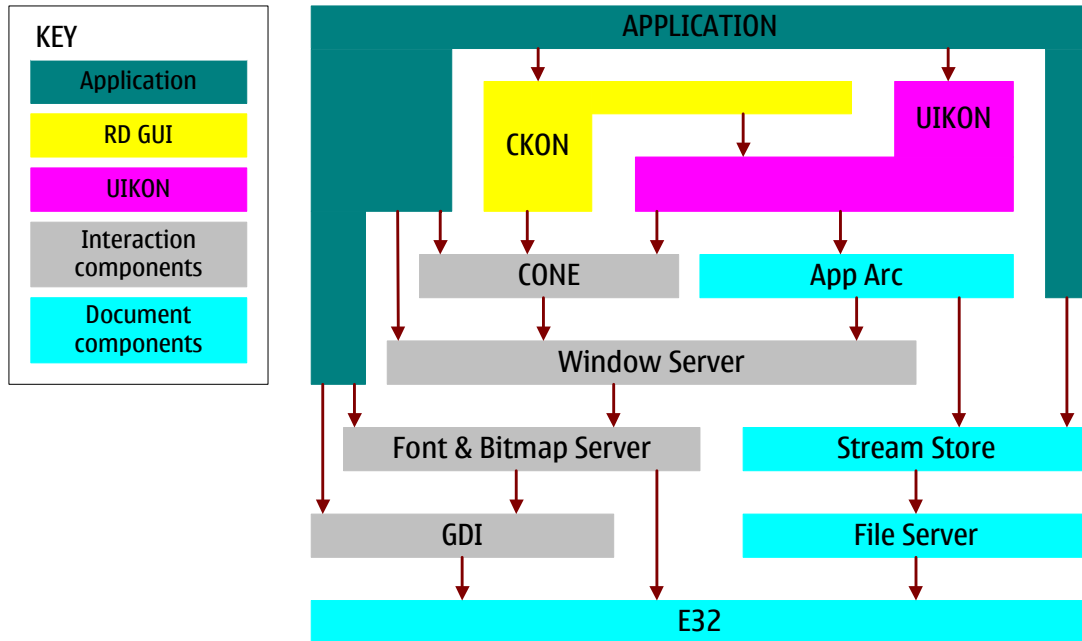 KEY
Application
RD GUI
UIKON
Interaction
components
Document
components
APPLICATION
CKON
UIKON
CONE
App Arc
Window Server
Font & Bitmap Server
Stream Store
GDI
File Server
E32